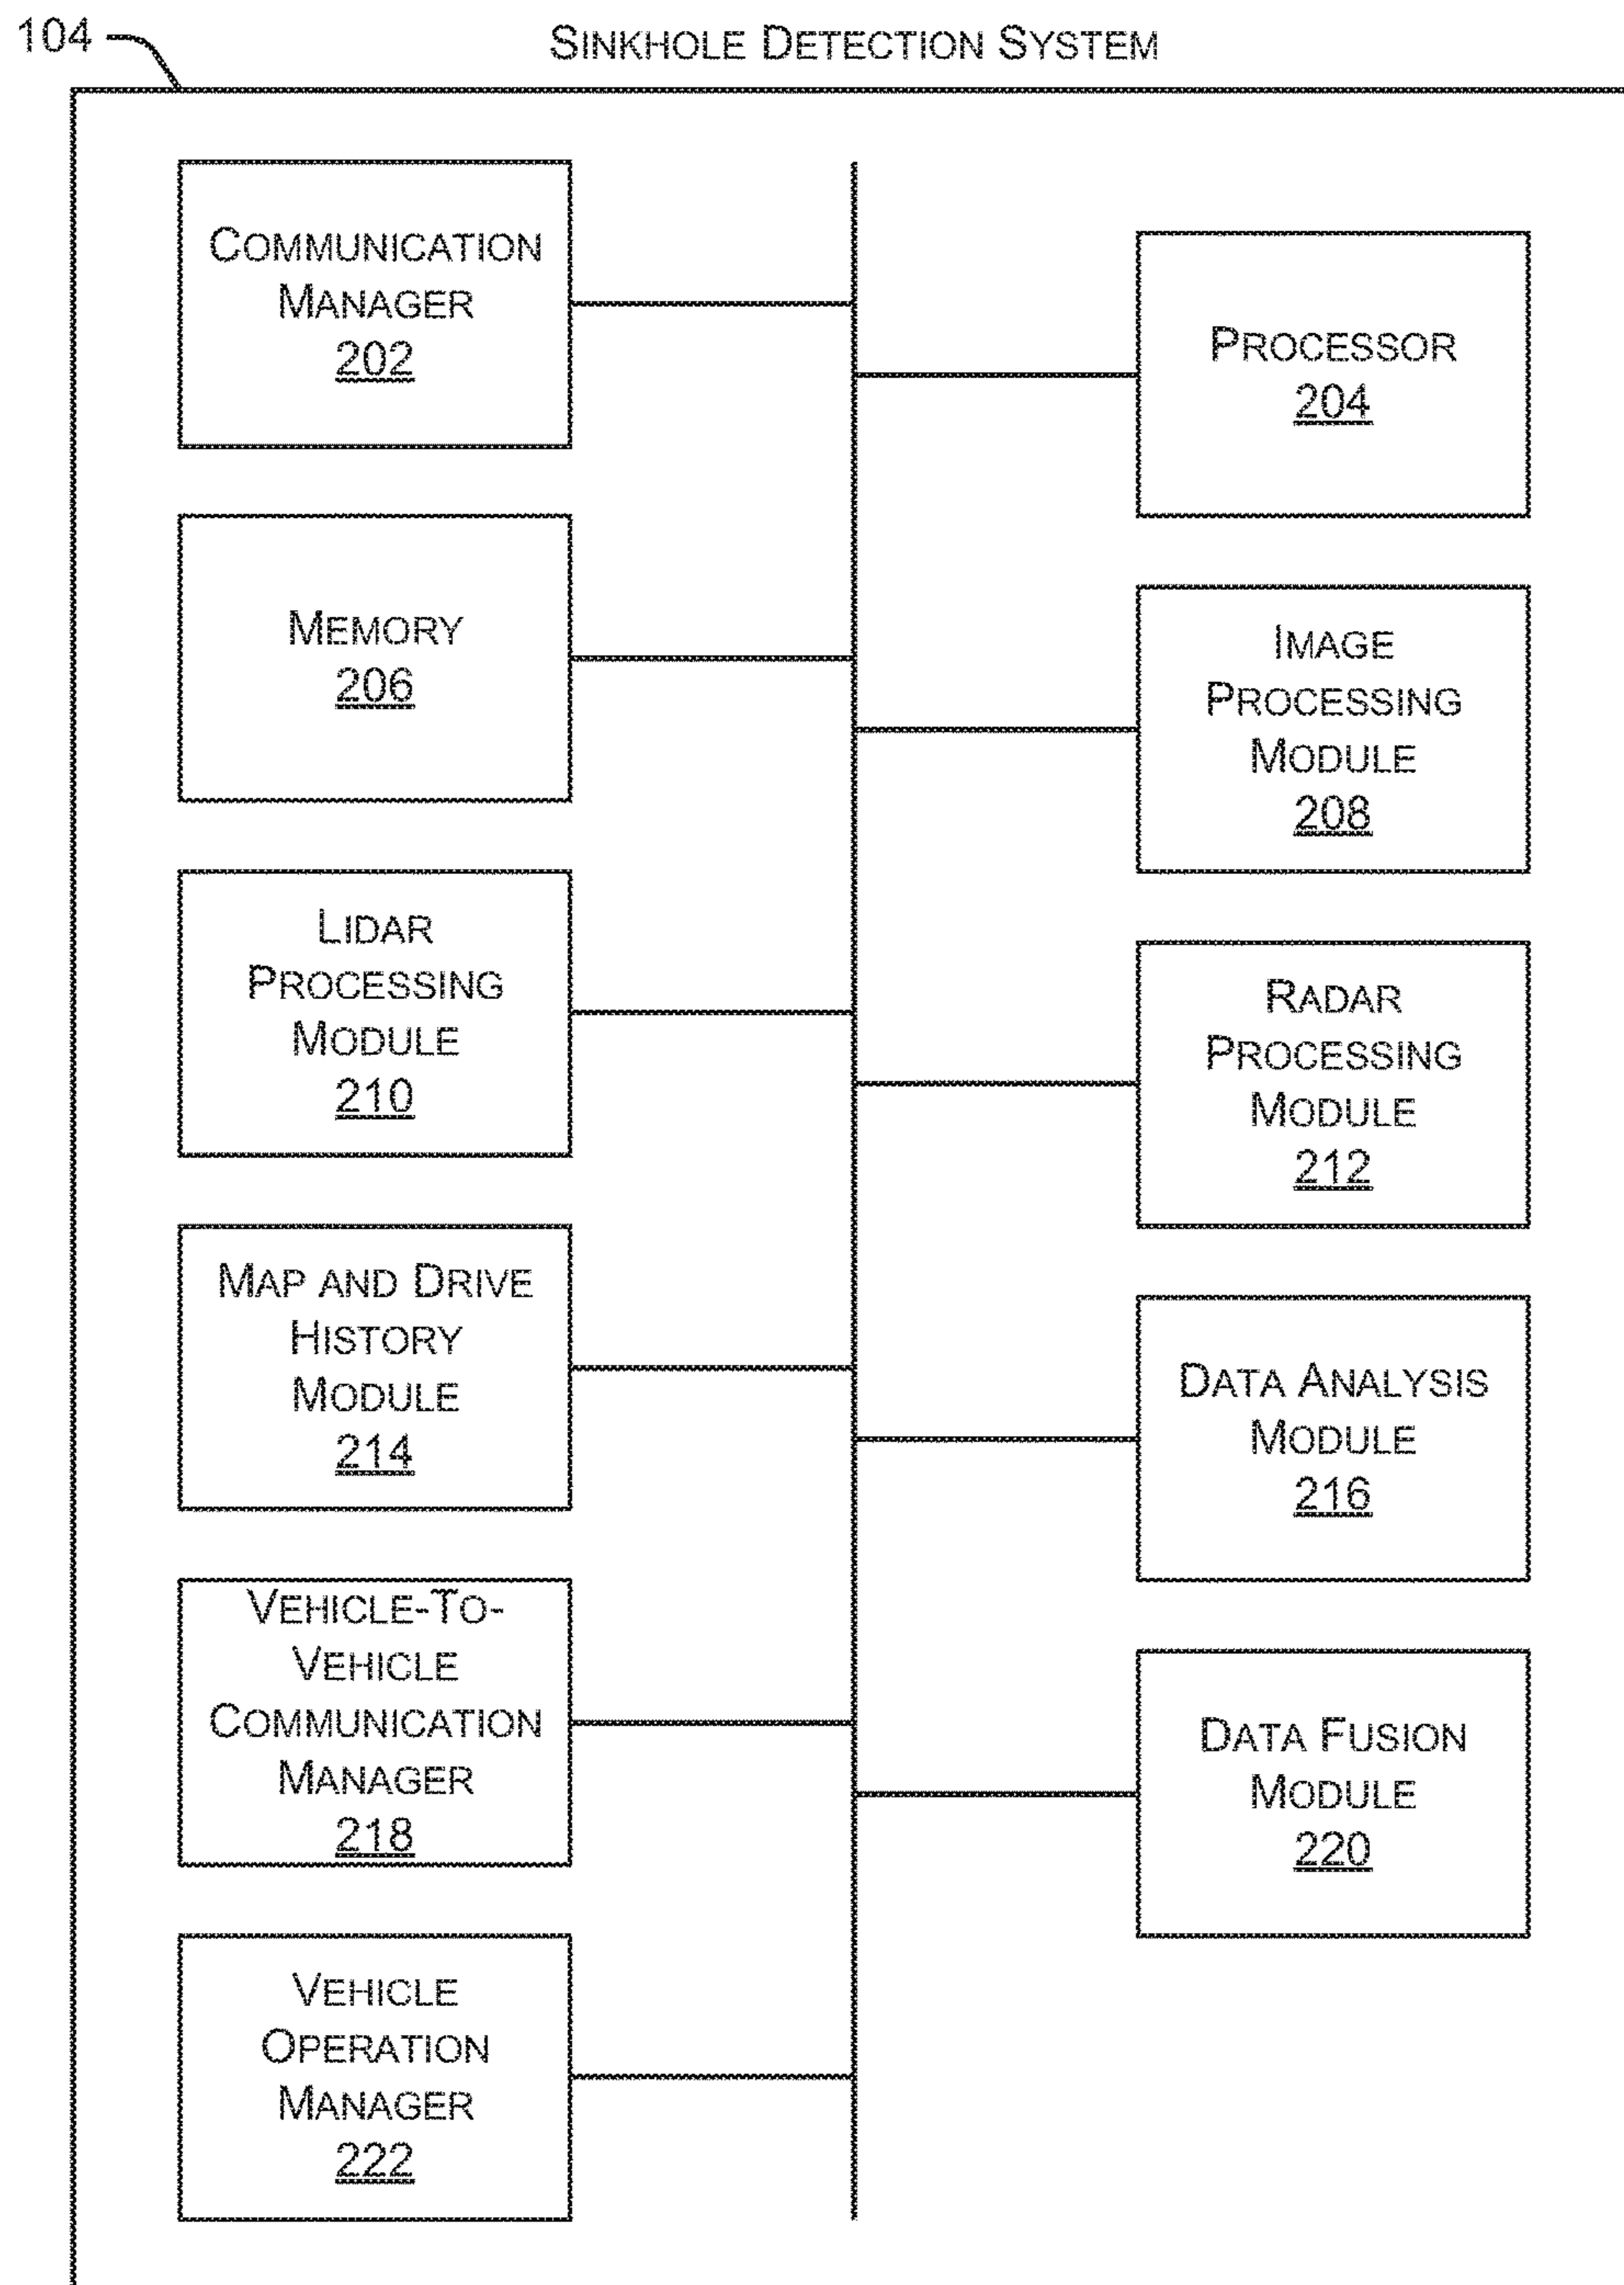 104
SINKHOLE DETECTION SYSTEM
COMMUNICATION
MANAGER
202
PROCESSOR
204
MEMORY
206
IMAGE
PROCESSING
MODULE
208
LIDAR
PROCESSING
MODULE
210
RADAR
PROCESSING
MODULE
212
MAP AND DRIVE
HISTORY
MODULE
214
DATA ANALYSIS
MODULE
216
VEHICLE-TO-
VEHICLE
COMMUNICATION
MANAGER
218
DATA FUSION
MODULE
220
VEHICLE
OPERATION
MANAGER
222